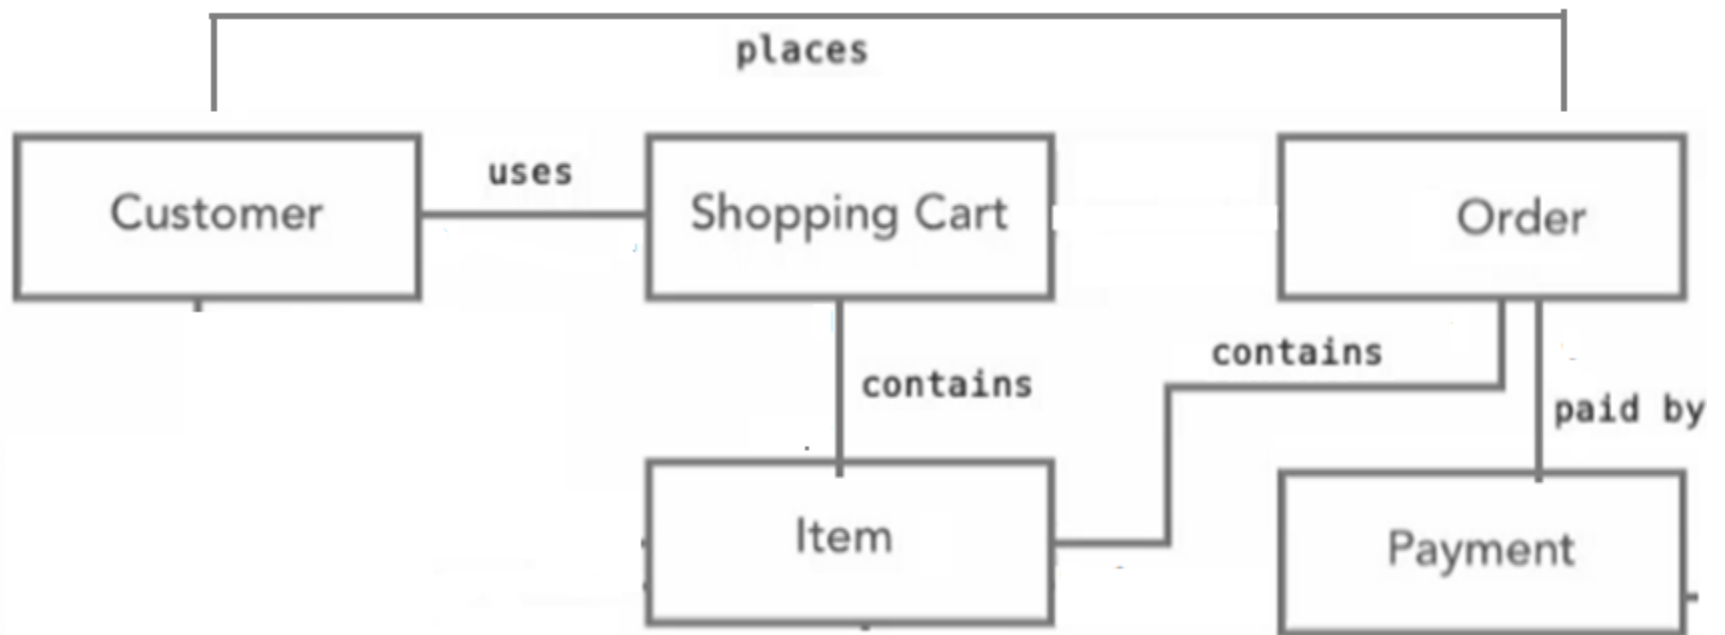 places
uses
Customer
Shopping Cart
Order
contains
contains
paid by
Item
Payment